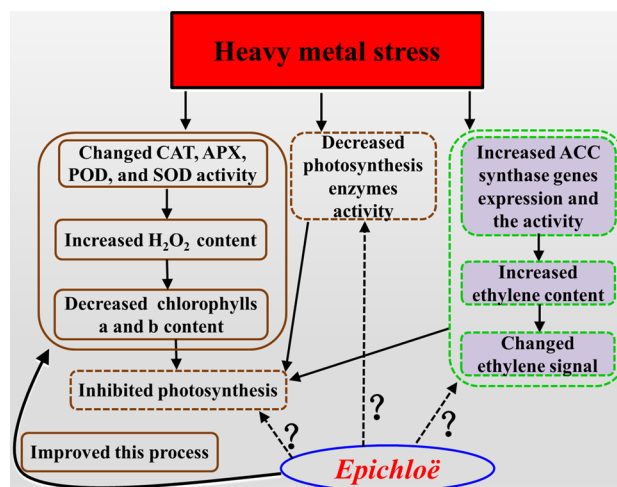 Heavy metal stress
Changed CAT, APX,
POD, and SOD activity
Increased H₂O₂ content
Decreased chlorophylls
a and b content
Decreased
photosynthesis
enzymes
activity
Increased ACC
synthase genes
expression and
the activity
Increased
ethylene content
Changed
ethylene signal
Inhibited photosynthesis
?
?
?
Improved this process
Epichloë